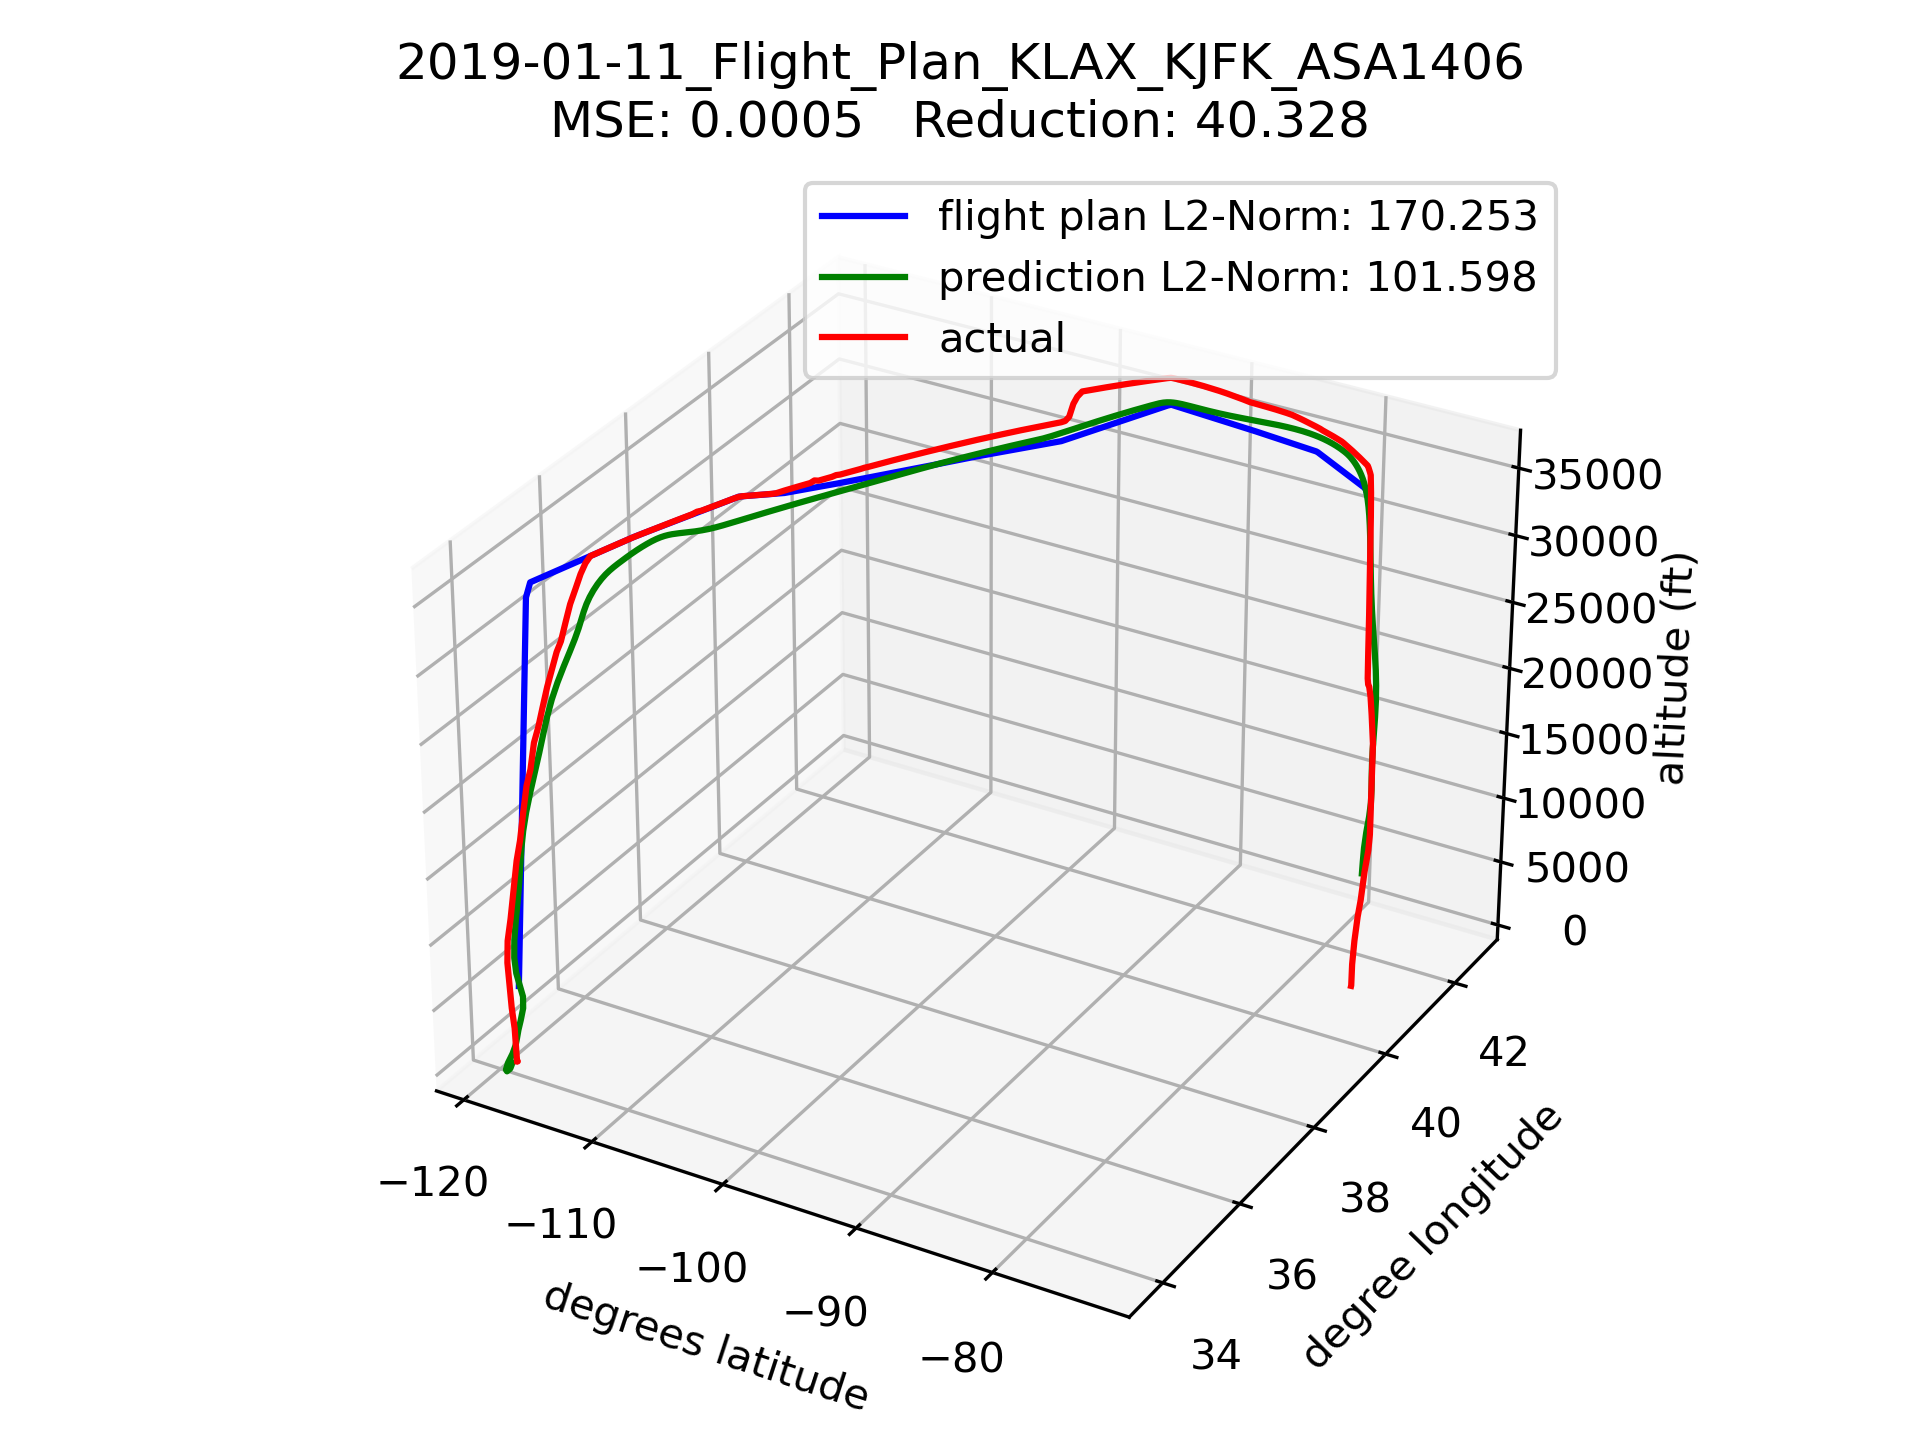 2019-01-11_Flight_Plan_KLAX_KJFK_ASA1406
MSE: 0.0005   Reduction: 40.328
flight plan L2-Norm: 170.253
prediction L2-Norm: 101.598
actual
35000
30000
25000
20000
15000
10000
5000
0
altitude (ft)
−120
−110
−100
−90
−80
degrees latitude
34
36
38
40
42
degree longitude